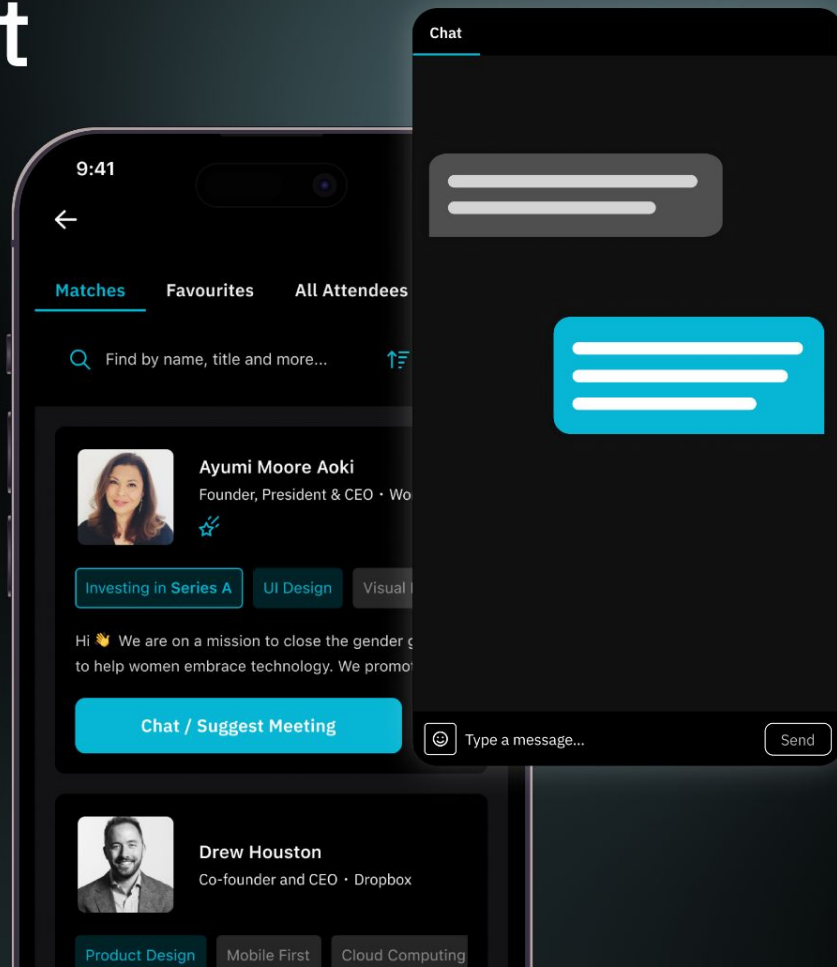 t
9:41
Matches Favourites All Attendees
Find by name, title and more...
Ayumi Moore Aoki
Founder, President & CEO · Wo
Investing in Series A UI Design Visual
Hi 👋 We are on a mission to close the gender
to help women embrace technology. We promo
Chat / Suggest Meeting
Drew Houston
Co-founder and CEO · Dropbox
Product Design Mobile First Cloud Computing
Chat
Type a message... Send